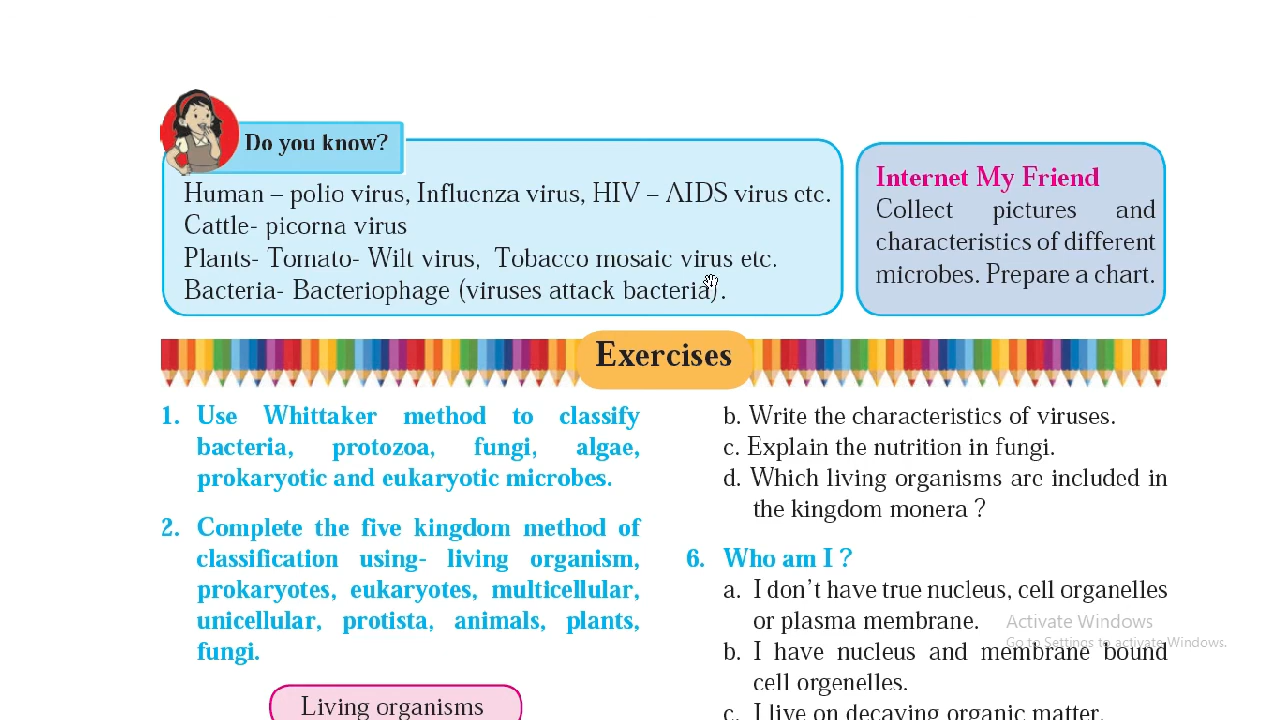 Do you know?
Human – polio virus, Influenza virus, HIV – AIDS virus etc.
Cattle- picorna virus
Plants- Tomato- Wilt virus, Tobacco mosaic virus etc.
Bacteria- Bacteriophage (viruses attack bacteria).
Internet My Friend
Collect pictures and
characteristics of different
microbes. Prepare a chart.
Exercises
1. Use Whittaker method to classify
bacteria, protozoa, fungi, algae,
prokaryotic and eukaryotic microbes.
2. Complete the five kingdom method of
classification using- living organism,
prokaryotes, eukaryotes, multicellular,
unicellular, protista, animals, plants,
fungi.
Living organisms
b. Write the characteristics of viruses.
c. Explain the nutrition in fungi.
d. Which living organisms are included in
the kingdom monera ?
6. Who am I ?
a. I don't have true nucleus, cell organelles
or plasma membrane.
b. I have nucleus and membrane bound
cell orgenelles.
c. I live on decaying organic matter.
Activate Windows
Go to Settings to activate Windows.